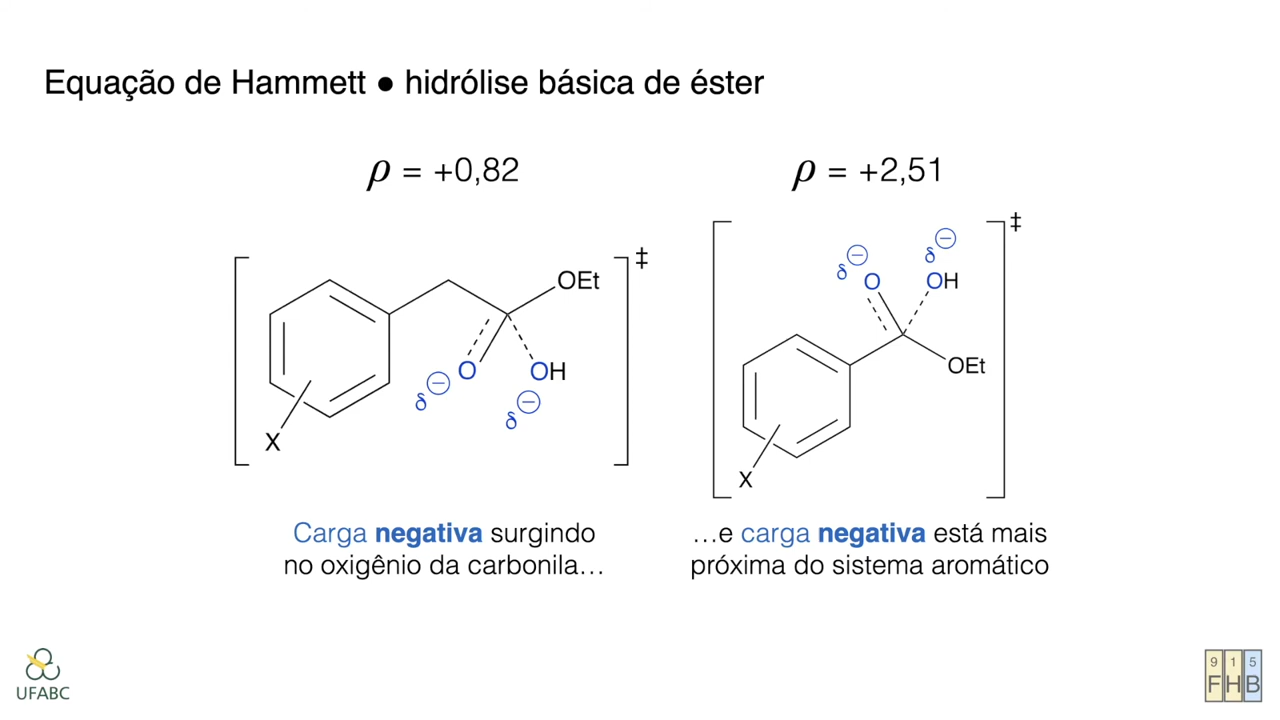 Equação de Hammett ● hidrólise básica de éster
ρ = +0,82
ρ = +2,51
‡
OEt
O
OH
δ
−
δ
−
X
‡
δ
−
δ
−
O
OH
OEt
X
Carga negativa surgindo
no oxigênio da carbonila…
…e carga negativa está mais
próxima do sistema aromático
UFABC
9 1 5
F H B